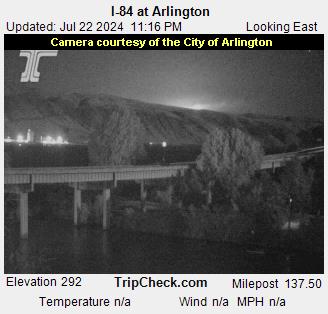 I-84 at Arlington
Updated: Jul 22 2024 11:16 PM Looking East
Camera courtesy of the City of Arlington
Elevation 292 TripCheck.com Milepost 137.50
Temperature n/a Wind n/a MPH n/a